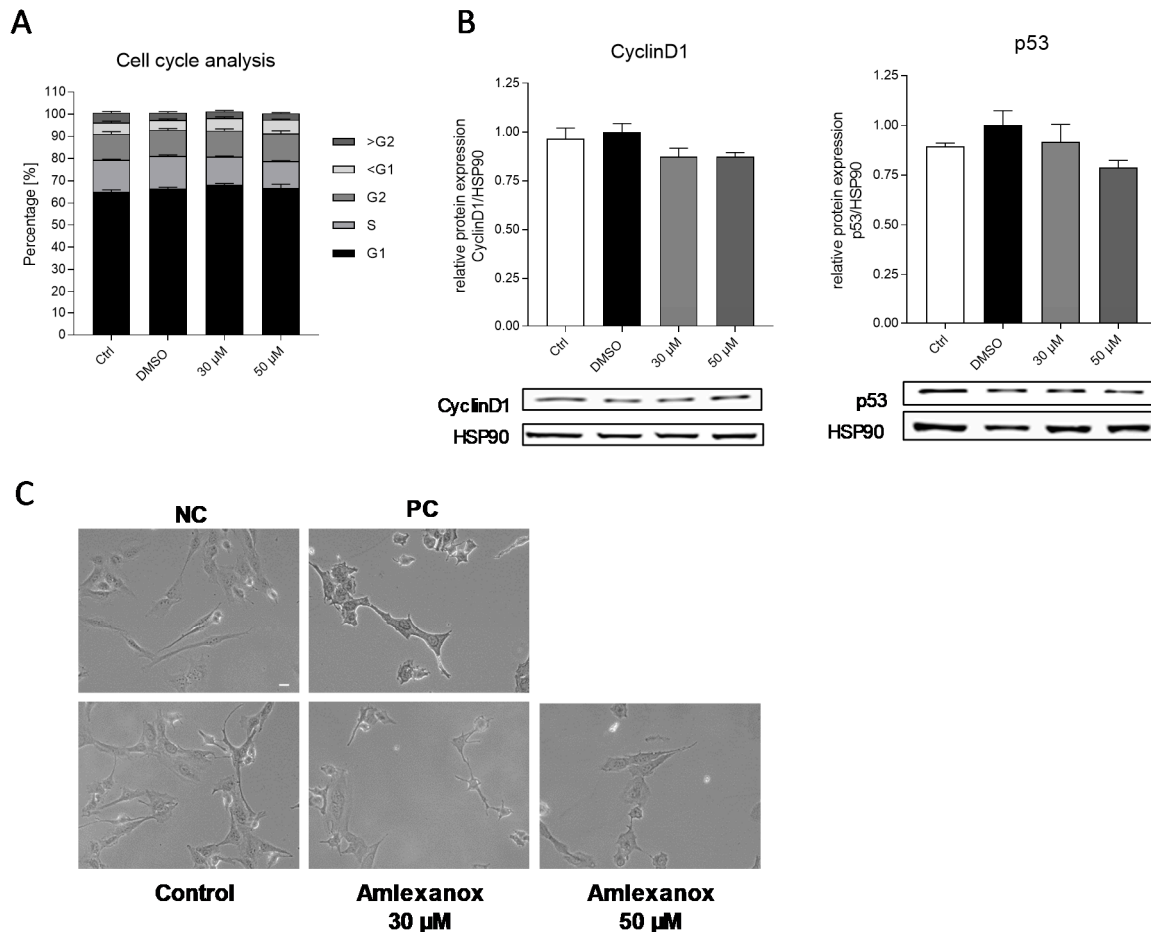 A
Cell cycle analysis
Percentage [%]
110
100
90
80
70
60
50
40
30
20
10
0
Ctrl
DMSO
30 µM
50 µM
>G2
<G1
G2
S
G1
B
CyclinD1
relative protein expression
CyclinD1/HSP90
1.25
1.00
0.75
0.50
0.25
0.00
Ctrl
DMSO
30 µM
50 µM
CyclinD1
HSP90
p53
relative protein expression
p53/HSP90
1.25
1.00
0.75
0.50
0.25
0.00
Ctrl
DMSO
30 µM
50 µM
p53
HSP90
C
NC
PC
Control
Amlexanox
30 µM
Amlexanox
50 µM